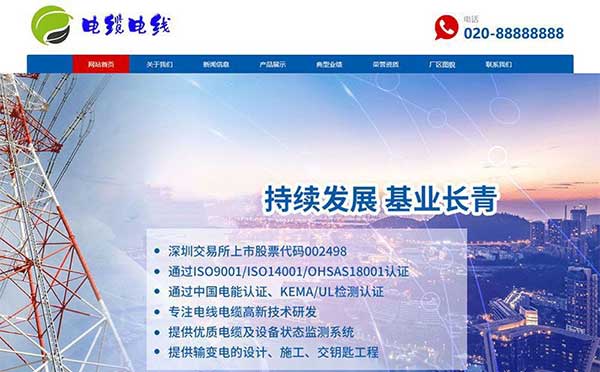 电缆电线
电话
020-88888888
网站首页 关于我们 新闻信息 产品展示 典型业绩 荣誉资质 厂区图貌 联系我们
持续发展 基业长青
• 深圳交易所上市股票代码002498
• 通过ISO9001/ISO14001/OHSAS18001认证
• 通过中国电能认证、KEMA/UL检测认证
• 专注电线电缆高新技术研发
• 提供优质电缆及设备状态监测系统
• 提供输变电的设计、施工、交钥匙工程